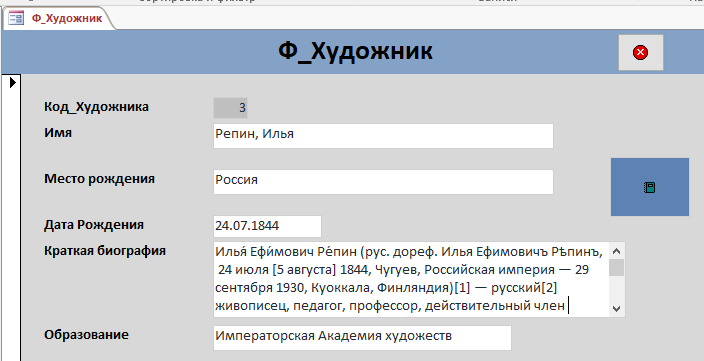 Ф_Художник
Ф_Художник
Код_Художника 3
Имя Репин, Илья
Место рождения Россия
Дата Рождения 24.07.1844
Краткая биография Илья́ Ефи́мович Ре́пин (рус. дореф. Илья Ефимовичъ Рѣпинъ,
24 июля [5 августа] 1844, Чугуев, Российская империя — 29
сентября 1930, Куоккала, Финляндия)[1] — русский[2]
живописец, педагог, профессор, действительный член
Образование Императорская Академия художеств